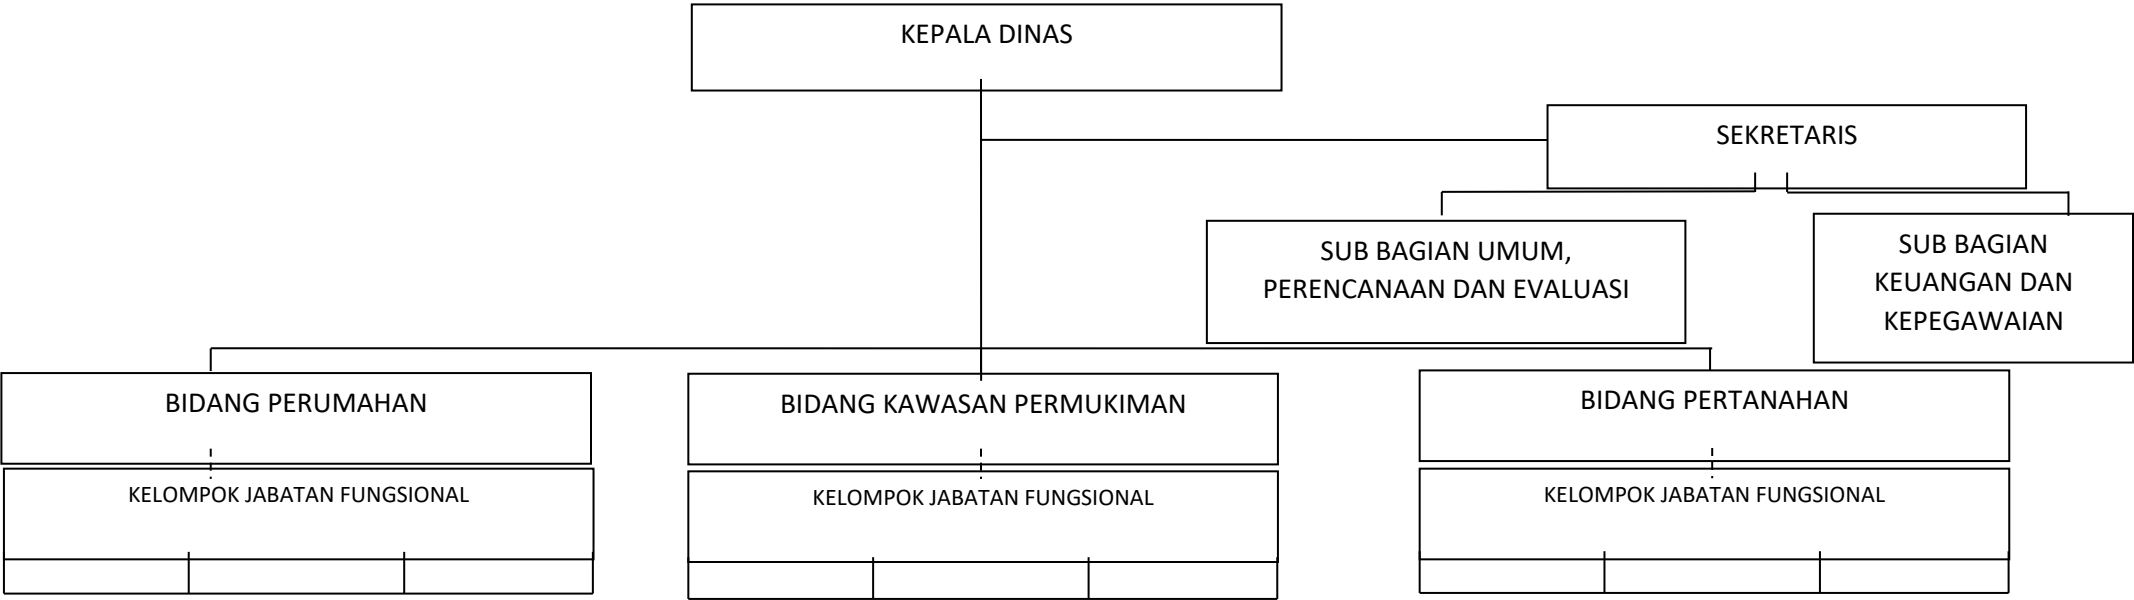 KEPALA DINAS
SEKRETARIS
SUB BAGIAN UMUM,
PERENCANAAN DAN EVALUASI
SUB BAGIAN
KEUANGAN DAN
KEPEGAWAIAN
BIDANG PERUMAHAN
BIDANG KAWASAN PERMUKIMAN
BIDANG PERTANAHAN
KELOMPOK JABATAN FUNGSIONAL
KELOMPOK JABATAN FUNGSIONAL
KELOMPOK JABATAN FUNGSIONAL